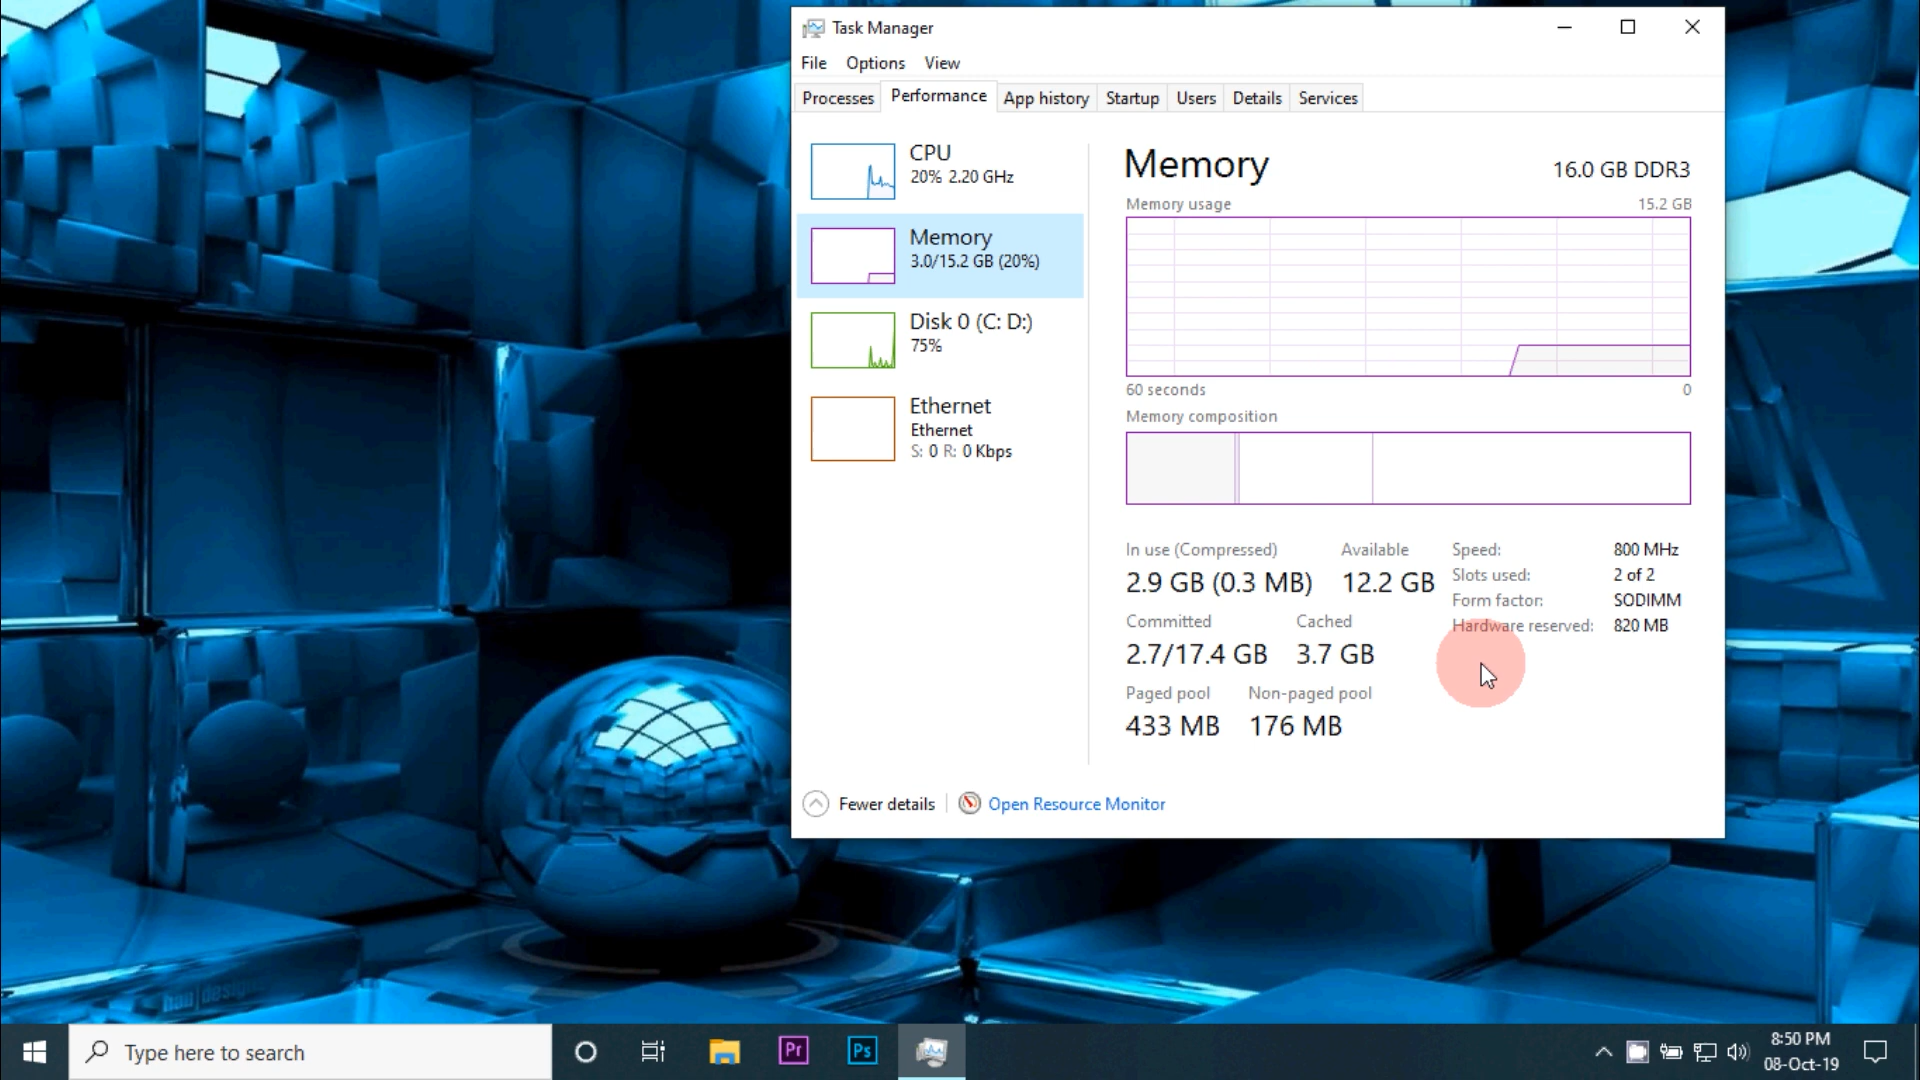 Task Manager
File Options View
Processes Performance App history Startup Users Details Services
CPU
20% 2.20 GHz
Memory
3.0/15.2 GB (20%)
Disk 0 (C: D:)
75%
Ethernet
Ethernet
S: 0 R: 0 Kbps
Memory 16.0 GB DDR3
Memory usage 15.2 GB
60 seconds 0
Memory composition
In use (Compressed) Available
2.9 GB (0.3 MB) 12.2 GB
Committed Cached
2.7/17.4 GB 3.7 GB
Paged pool Non-paged pool
433 MB 176 MB
Speed: 800 MHz
Slots used: 2 of 2
Form factor: SODIMM
Hardware reserved: 820 MB
Fewer details Open Resource Monitor
Type here to search
Pr
Ps
8:50 PM
08-Oct-19